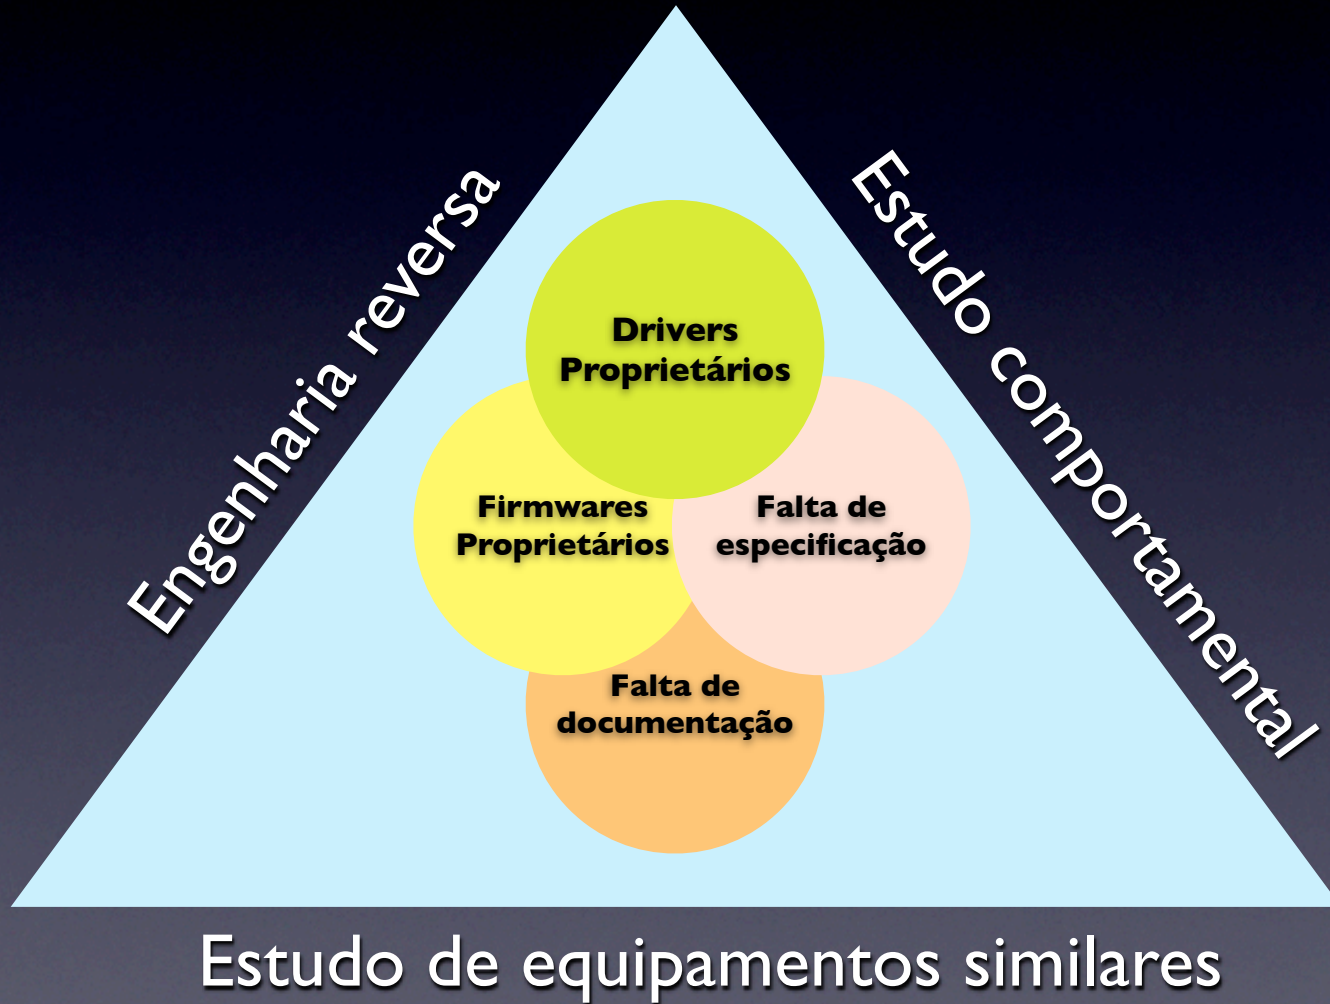 Engenharia reversa
Estudo comportamental
Drivers
Proprietários
Firmwares
Proprietários
Falta de
especificação
Falta de
documentação
Estudo de equipamentos similares